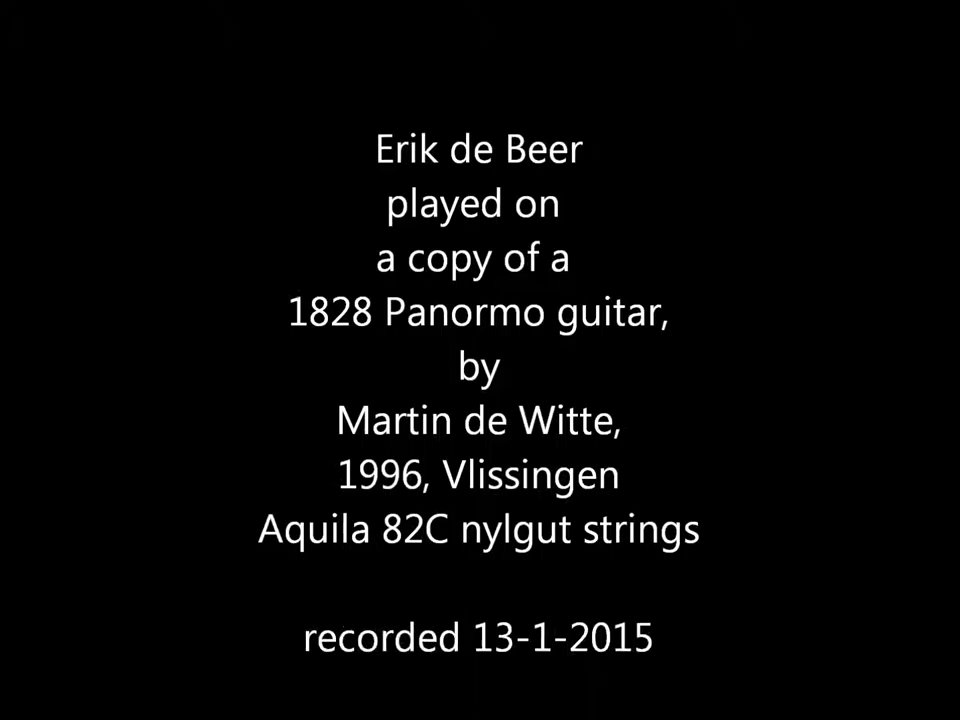 Erik de Beer
played on
a copy of a
1828 Panormo guitar,
by
Martin de Witte,
1996, Vlissingen
Aquila 82C nylgut strings
recorded 13-1-2015